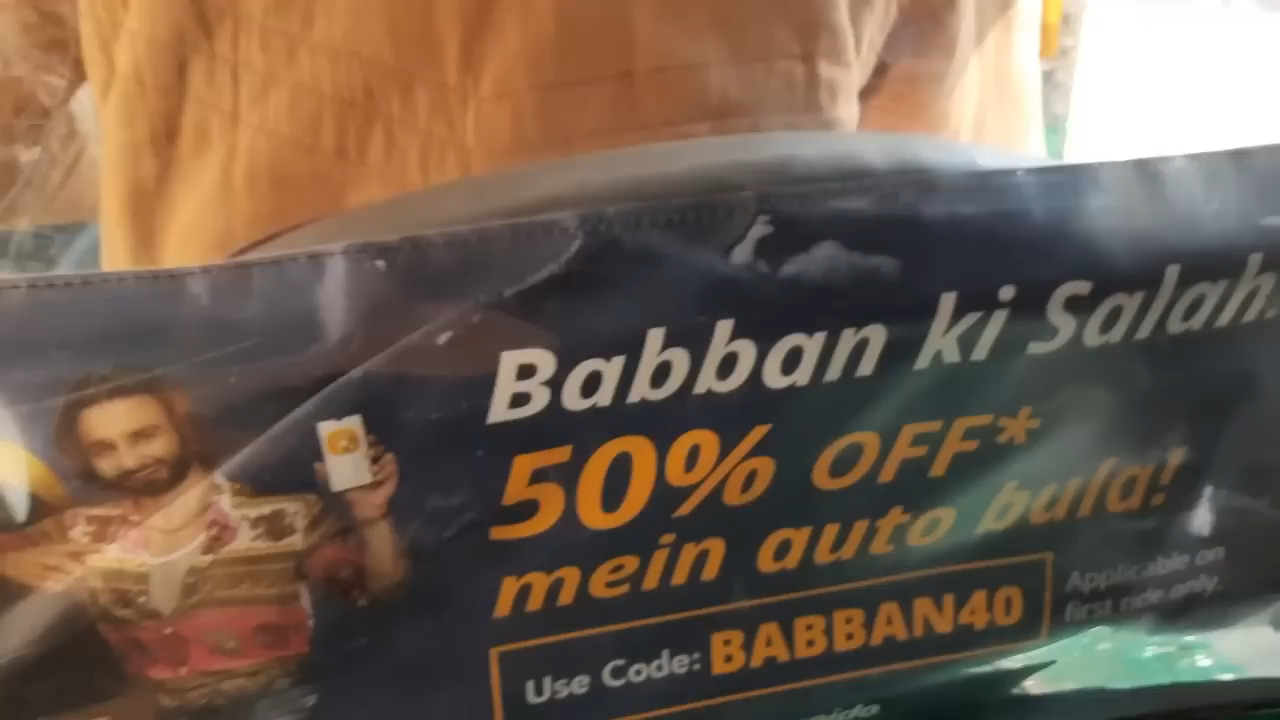 Babban ki Salah!
50% OFF*
mein auto bula!
Use Code: BABBAN40
Applicable on
first ride only.